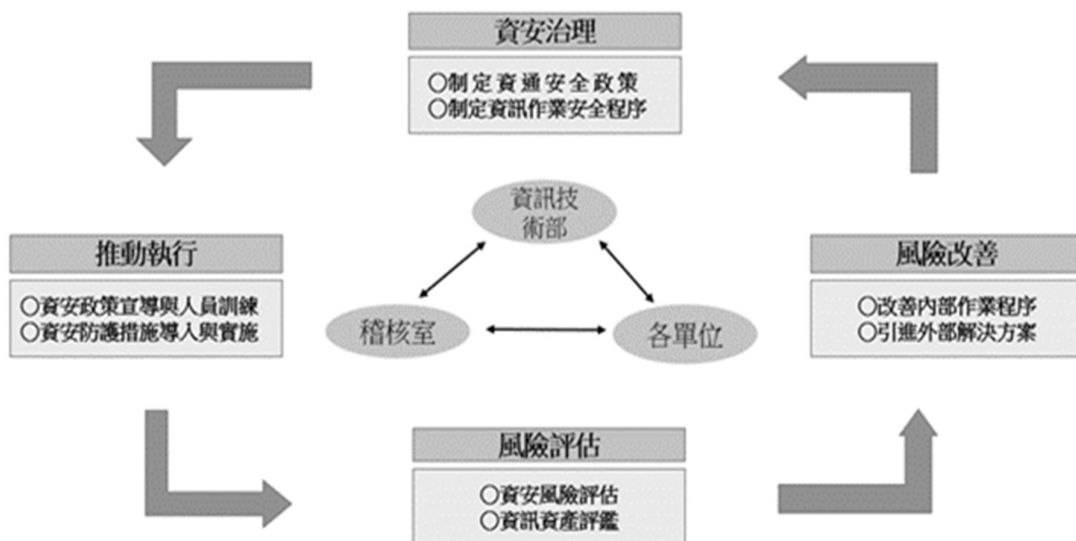 資安治理
○制定資通安全政策
○制定資訊作業安全程序
資訊技
術部
推動執行
○資安政策宣導與人員訓練
○資安防護措施導入與實施
稽核室
各單位
風險改善
○改善內部作業程序
○引進外部解決方案
風險評估
○資安風險評估
○資訊資產評鑑